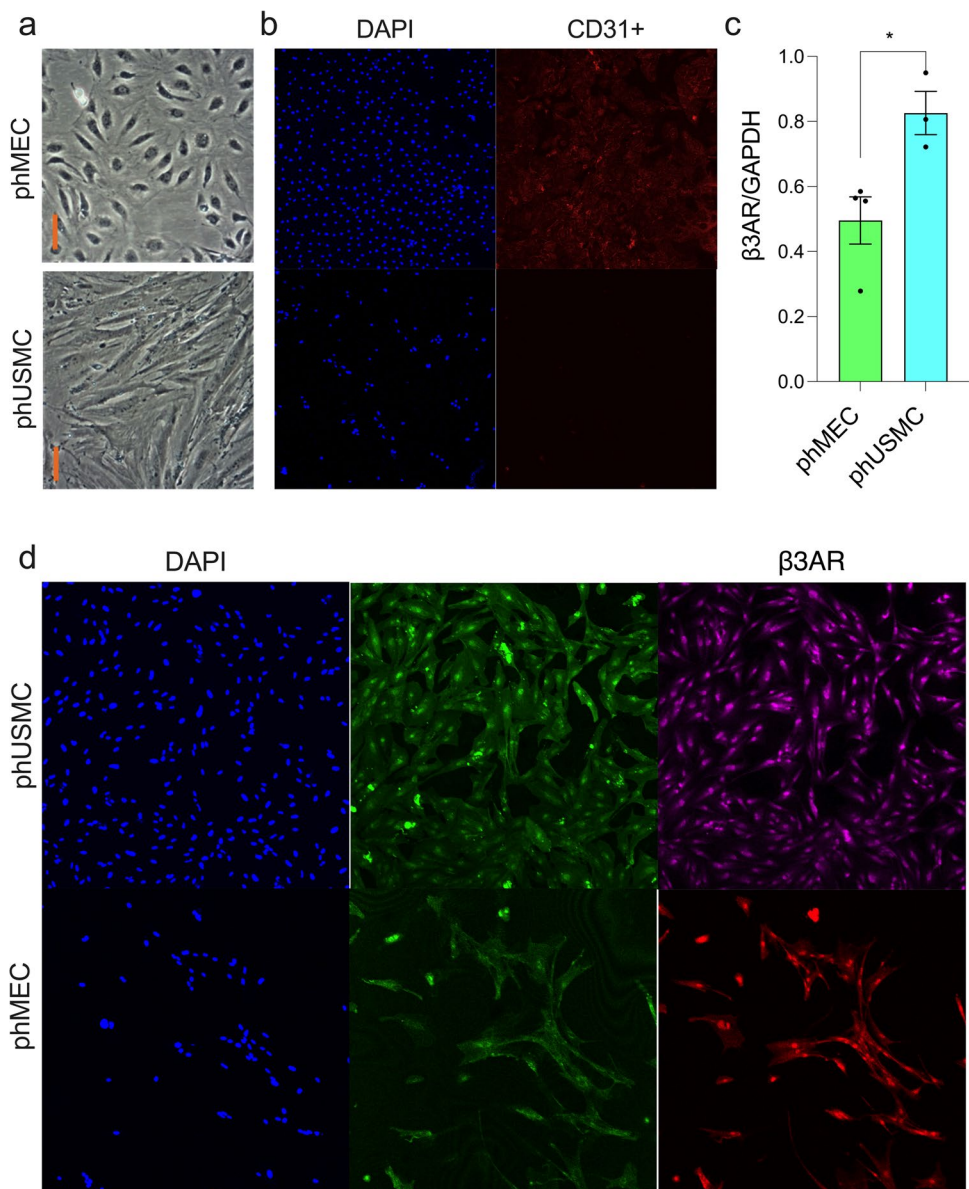 a
phMEC
phUSMC
b
DAPI
CD31+
c
*
β3AR/GAPDH
1.0
0.8
0.6
0.4
0.2
0.0
phMEC
phUSMC
d
DAPI
β3AR
phUSMC
phMEC